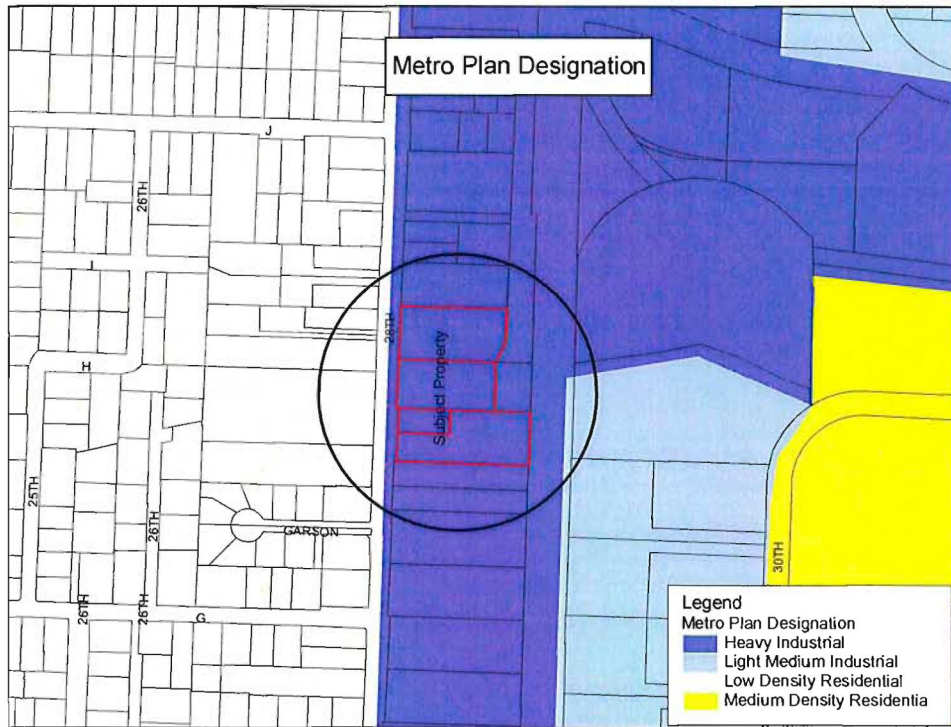 Metro Plan Designation
J
26TH
I
28TH
H
Subject Property
25TH
26TH
GARSON
30TH
26TH
26TH
G
Legend
Metro Plan Designation
Heavy Industrial
Light Medium Industrial
Low Density Residential
Medium Density Residentia